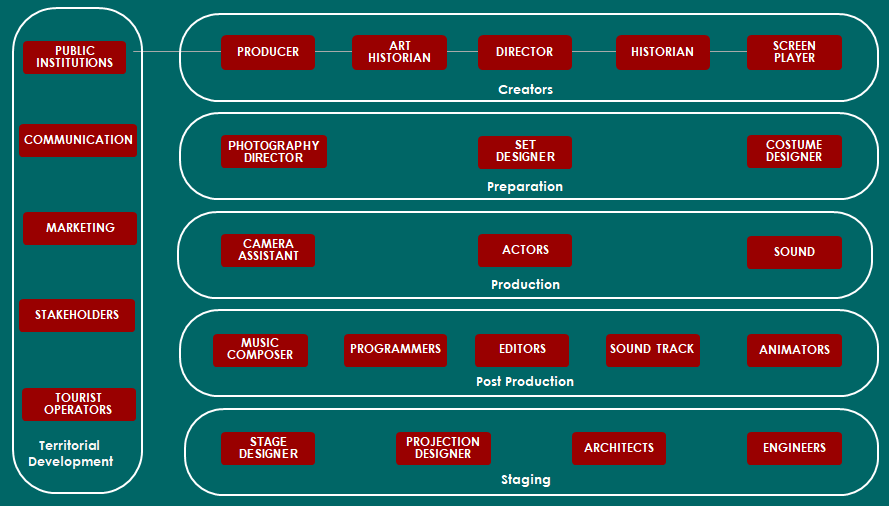 PUBLIC
INSTITUTIONS
COMMUNICATION
MARKETING
STAKEHOLDERS
TOURIST
OPERATORS
Territorial
Development
PRODUCER
ART
HISTORIAN
DIRECTOR
HISTORIAN
SCREEN
PLAYER
Creators
PHOTOGRAPHY
DIRECTOR
SET
DESIGNER
COSTUME
DESIGNER
Preparation
CAMERA
ASSISTANT
ACTORS
SOUND
Production
MUSIC
COMPOSER
PROGRAMMERS
EDITORS
SOUND TRACK
ANIMATORS
Post Production
STAGE
DESIGNER
PROJECTION
DESIGNER
ARCHITECTS
ENGINEERS
Staging